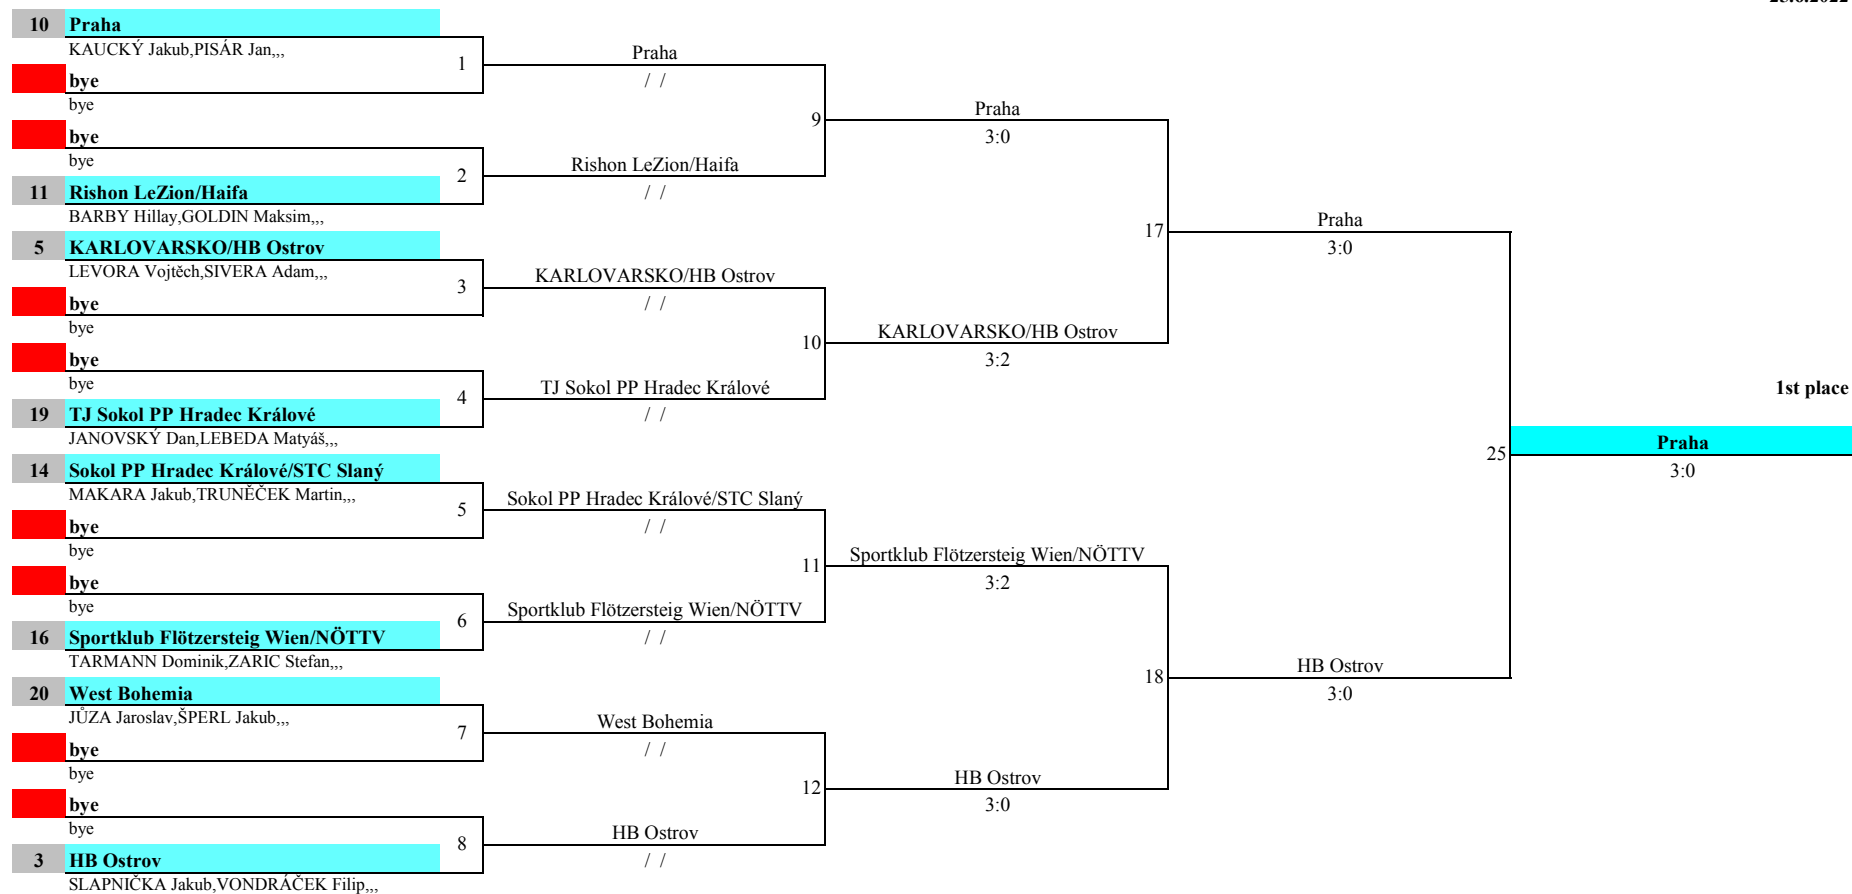 10 Praha
KAUCKÝ Jakub,PISÁR Jan,,,
1
bye
bye
bye
bye
2
11 Rishon LeZion/Haifa
BARBY Hillay,GOLDIN Maksim,,,
5 KARLOVARSKO/HB Ostrov
LEVORA Vojtěch,SIVERA Adam,,,
3
bye
bye
bye
bye
4
19 TJ Sokol PP Hradec Králové
JANOVSKÝ Dan,LEBEDA Matyáš,,,
14 Sokol PP Hradec Králové/STC Slaný
MAKARA Jakub,TRUNĚČEK Martin,,,
5
bye
bye
bye
bye
6
16 Sportklub Flötzersteig Wien/NÖTTV
TARMANN Dominik,ZARIC Stefan,,,
20 West Bohemia
JŮZA Jaroslav,ŠPERL Jakub,,,
7
bye
bye
bye
bye
8
3 HB Ostrov
SLAPNIČKA Jakub,VONDRÁČEK Filip,,,
Praha
/ /
9
Rishon LeZion/Haifa
/ /
KARLOVARSKO/HB Ostrov
/ /
10
TJ Sokol PP Hradec Králové
/ /
Sokol PP Hradec Králové/STC Slaný
/ /
11
Sportklub Flötzersteig Wien/NÖTTV
/ /
West Bohemia
/ /
12
HB Ostrov
/ /
Praha
3:0
17
KARLOVARSKO/HB Ostrov
3:2
Sportklub Flötzersteig Wien/NÖTTV
3:2
18
HB Ostrov
3:0
Praha
3:0
25
HB Ostrov
3:0
1st place
Praha
3:0